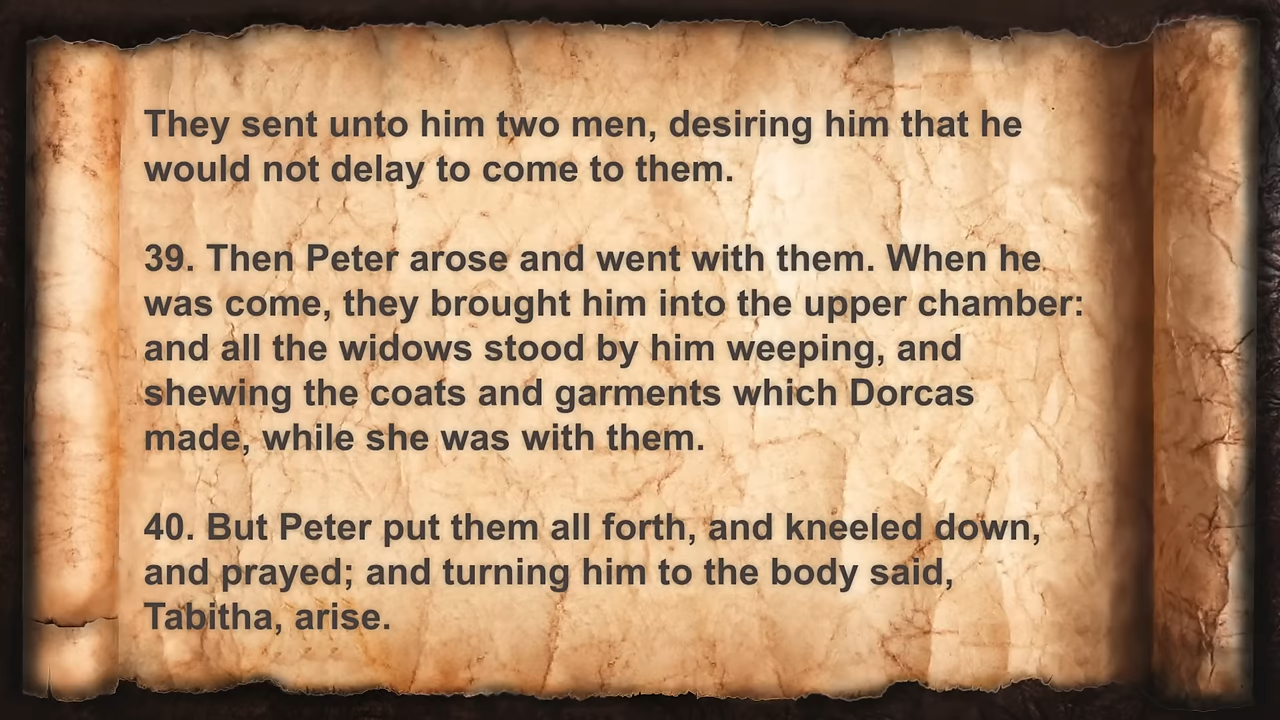 They sent unto him two men, desiring him that he
would not delay to come to them.
39. Then Peter arose and went with them. When he
was come, they brought him into the upper chamber:
and all the widows stood by him weeping, and
shewing the coats and garments which Dorcas
made, while she was with them.
40. But Peter put them all forth, and kneeled down,
and prayed; and turning him to the body said,
Tabitha, arise.